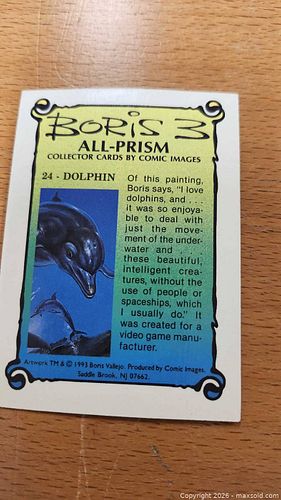 BORIS 3
ALL-PRISM
COLLECTOR CARDS BY COMIC IMAGES
24 - DOLPHIN
Of this painting,
Boris says, "I love
dolphins, and . . .
it was so enjoya-
ble to deal with
just the move-
ment of the under-
water and . . .
these beautiful,
intelligent crea-
tures, without the
use of people or
spaceships, which
I usually do." It
was created for a
video game manu-
facturer.
Artwork TM & © 1993 Boris Vallejo. Produced by Comic Images,
Saddle Brook, NJ 07662.
Copyright 2026 - maxsold.com